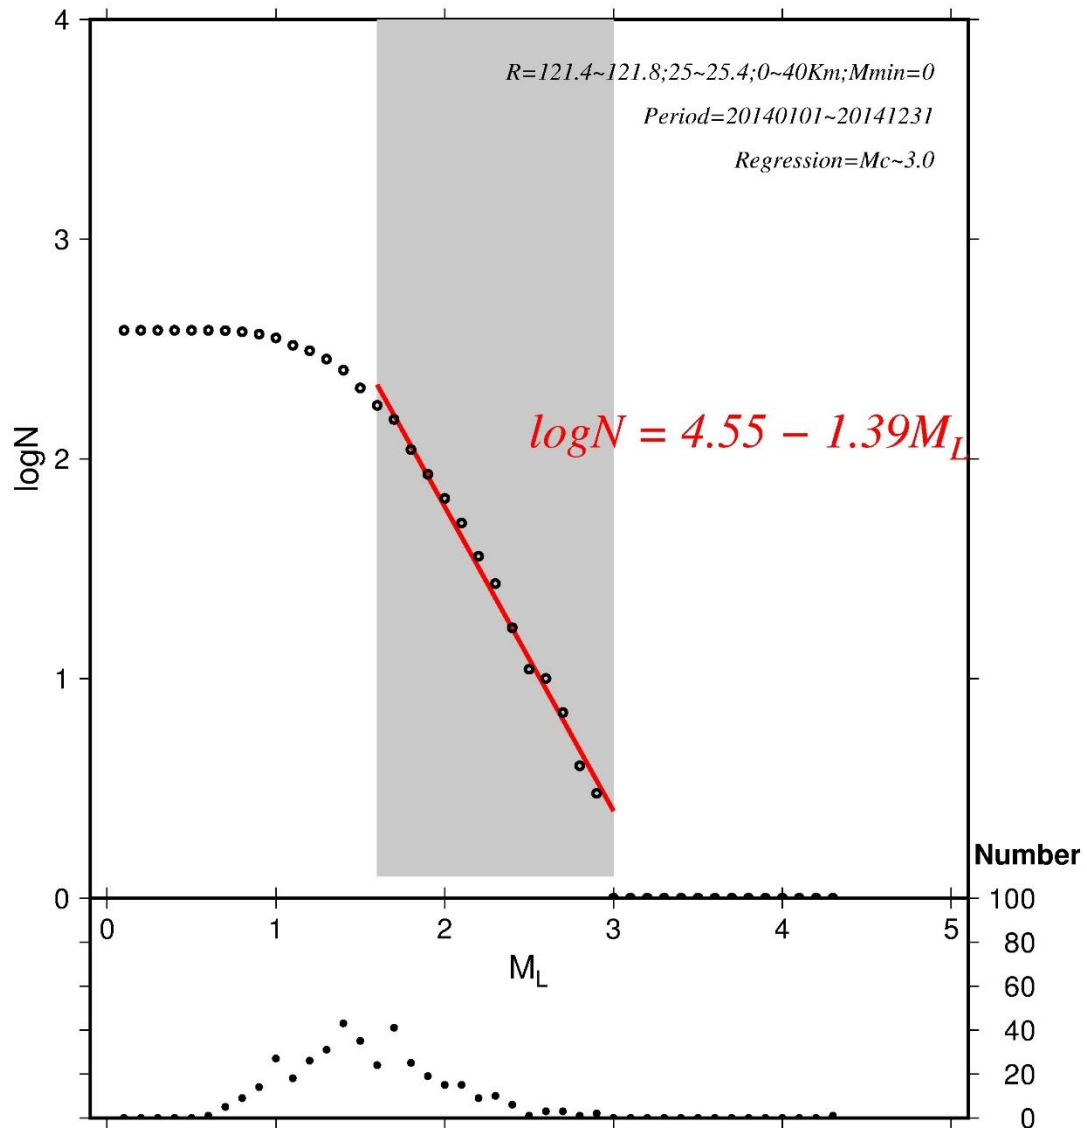 4
R=121.4~121.8;25~25.4;0~40Km;Mmin=0
Period=20140101~20141231
Regression=Mc~3.0
3
logN = 4.55 − 1.39M_L
2
logN
1
Number
0 100
0 1 2 3 4 5
80
M_L
60
40
20
0